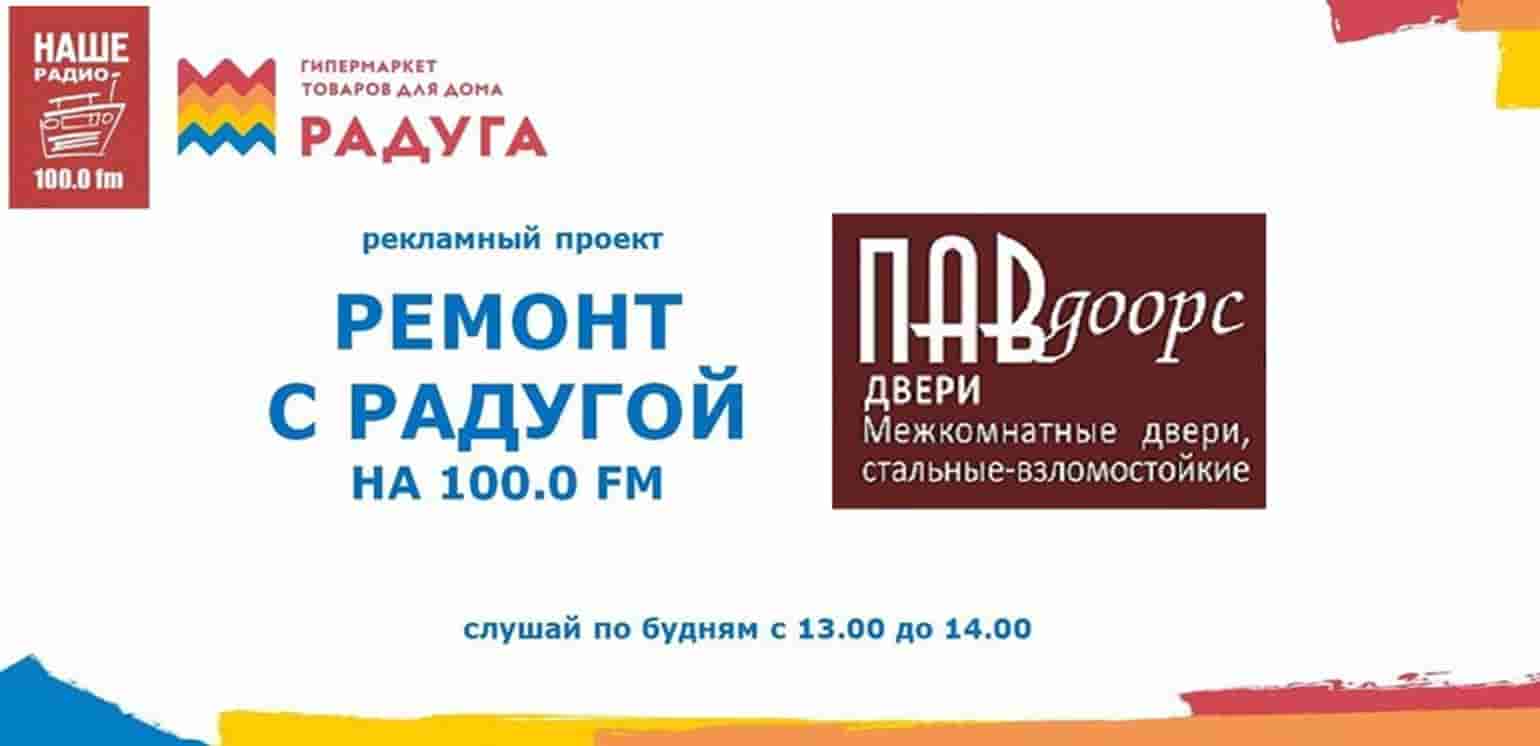 НАШЕ
РАДИО
100.0 fm
ГИПЕРМАРКЕТ
ТОВАРОВ ДЛЯ ДОМА
РАДУГА
рекламный проект
РЕМОНТ
С РАДУГОЙ
НА 100.0 FM
ПАВдоорс
ДВЕРИ
Межкомнатные двери,
стальные-взломостойкие
слушай по будням с 13.00 до 14.00